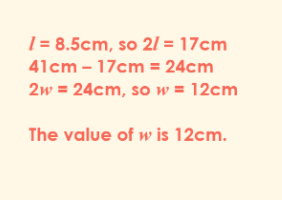 l = 8.5cm, so 2l = 17cm
41cm – 17cm = 24cm
2w = 24cm, so w = 12cm
The value of w is 12cm.